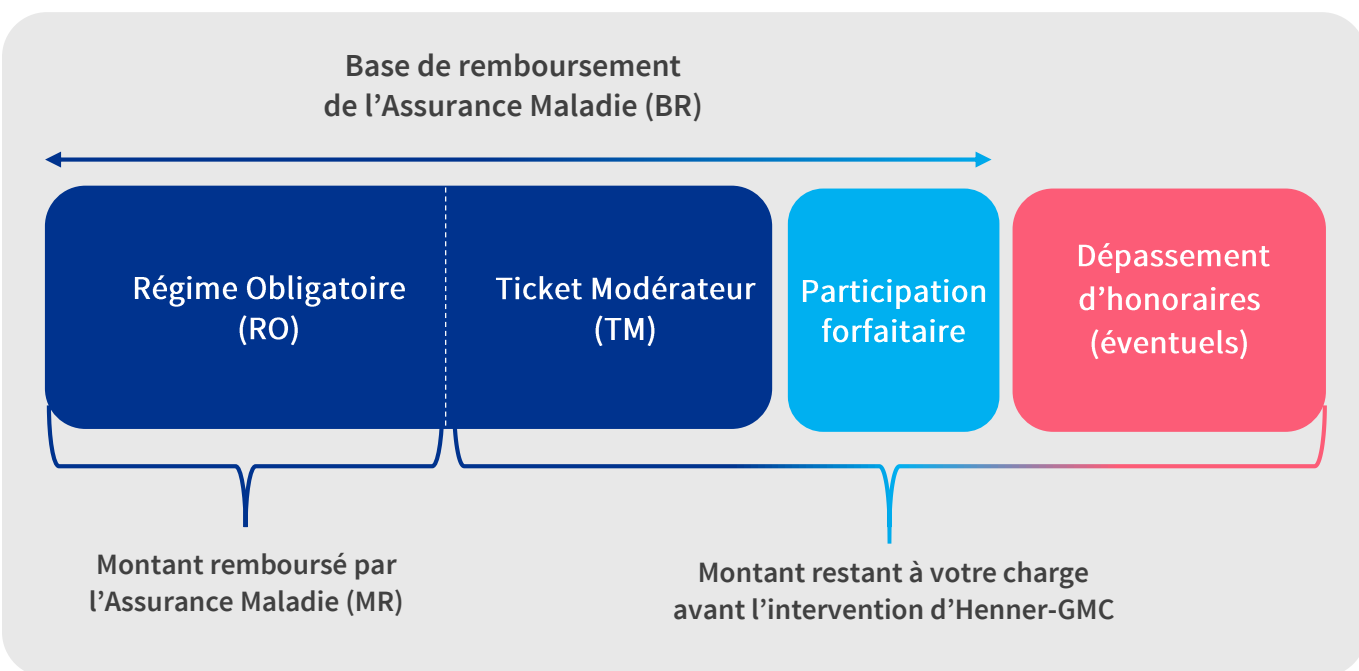 Base de remboursement
de l’Assurance Maladie (BR)
Régime Obligatoire
(RO)
Ticket Modérateur
(TM)
Participation
forfaitaire
Dépassement
d’honoraires
(éventuels)
Montant remboursé par
l’Assurance Maladie (MR)
Montant restant à votre charge
avant l’intervention d’Henner-GMC